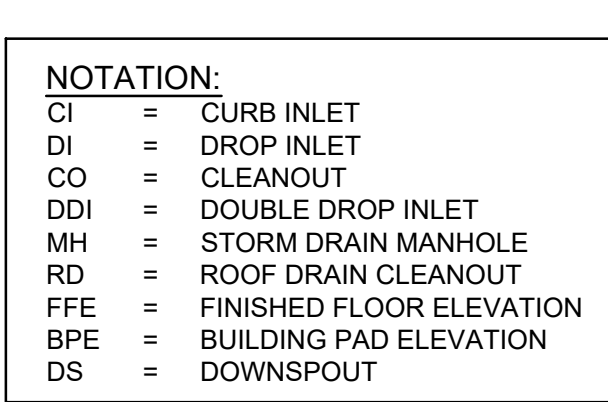 NOTATION:
CI = CURB INLET
DI = DROP INLET
CO = CLEANOUT
DDI = DOUBLE DROP INLET
MH = STORM DRAIN MANHOLE
RD = ROOF DRAIN CLEANOUT
FFE = FINISHED FLOOR ELEVATION
BPE = BUILDING PAD ELEVATION
DS = DOWNSPOUT